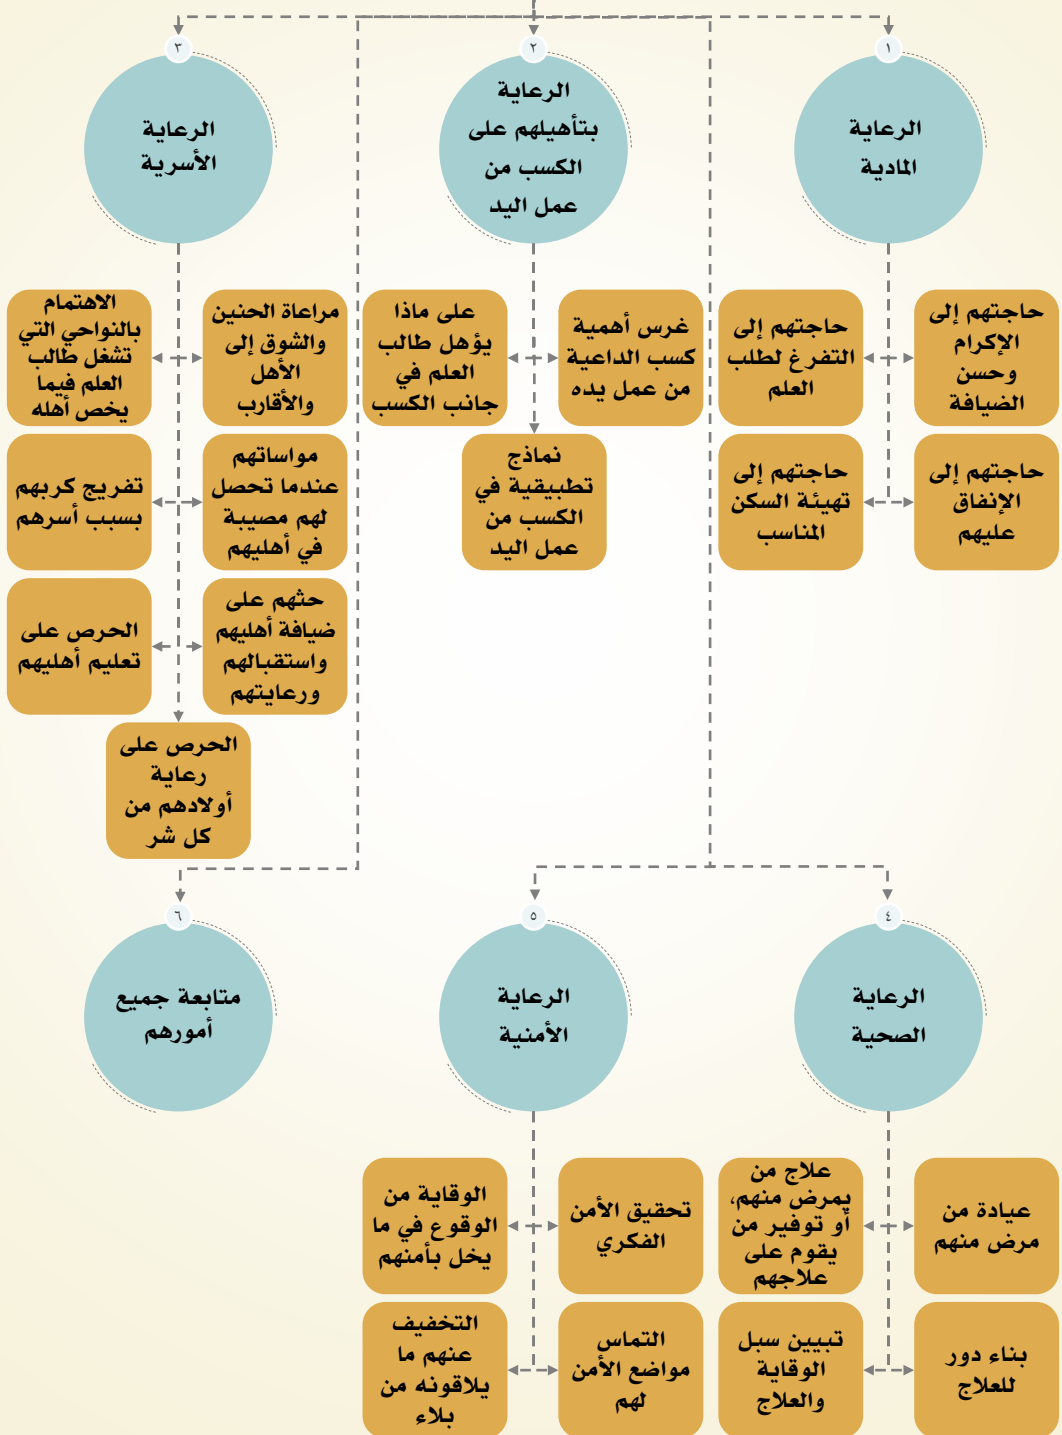 ١
الرعاية
المادية
حاجتهم إلى
الإكرام
وحسن
الضيافة
حاجتهم إلى
التفرغ لطلب
العلم
حاجتهم إلى
الإنفاق
عليهم
حاجتهم إلى
تهيئة السكن
المناسب
٢
الرعاية
بتأهيلهم على
الكسب من
عمل اليد
غرس أهمية
كسب الداعية
من عمل يده
على ماذا
يؤهل طالب
العلم في
جانب الكسب
نماذج
تطبيقية في
الكسب من
عمل اليد
٣
الرعاية
الأسرية
مراعاة الحنين
والشوق إلى
الأهل
والأقارب
الاهتمام
بالنواحي التي
تشغل طالب
العلم فيما
يخص أهله
مواساتهم
عندما تحصل
لهم مصيبة
في أهليهم
تفريج كربهم
بسبب أسرهم
حثهم على
ضيافة أهليهم
واستقبالهم
ورعايتهم
الحرص على
تعليم أهليهم
الحرص على
رعاية
أولادهم من
كل شر
٤
الرعاية
الصحية
عيادة من
مرض منهم
علاج من
يمرض منهم،
أو توفير من
يقوم على
علاجهم
بناء دور
للعلاج
تبيين سبل
الوقاية
والعلاج
٥
الرعاية
الأمنية
تحقيق الأمن
الفكري
الوقاية من
الوقوع في ما
يخل بأمنهم
التماس
مواضع الأمن
لهم
التخفيف
عنهم ما
يلاقونه من
بلاء
٦
متابعة جميع
أمورهم